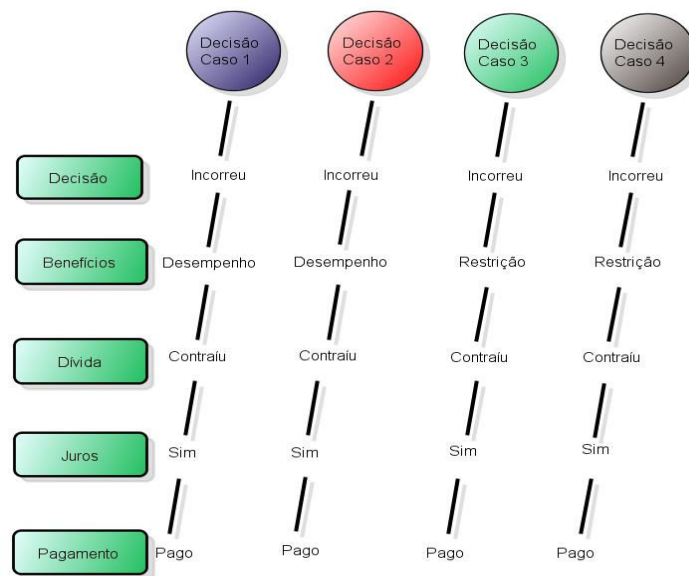 Decisão
Caso 1
Decisão
Caso 2
Decisão
Caso 3
Decisão
Caso 4
Decisão
Incorreu
Incorreu
Incorreu
Incorreu
Benefícios
Desempenho
Desempenho
Restrição
Restrição
Dívida
Contraíu
Contraíu
Contraíu
Contraíu
Juros
Sim
Sim
Sim
Sim
Pagamento
Pago
Pago
Pago
Pago